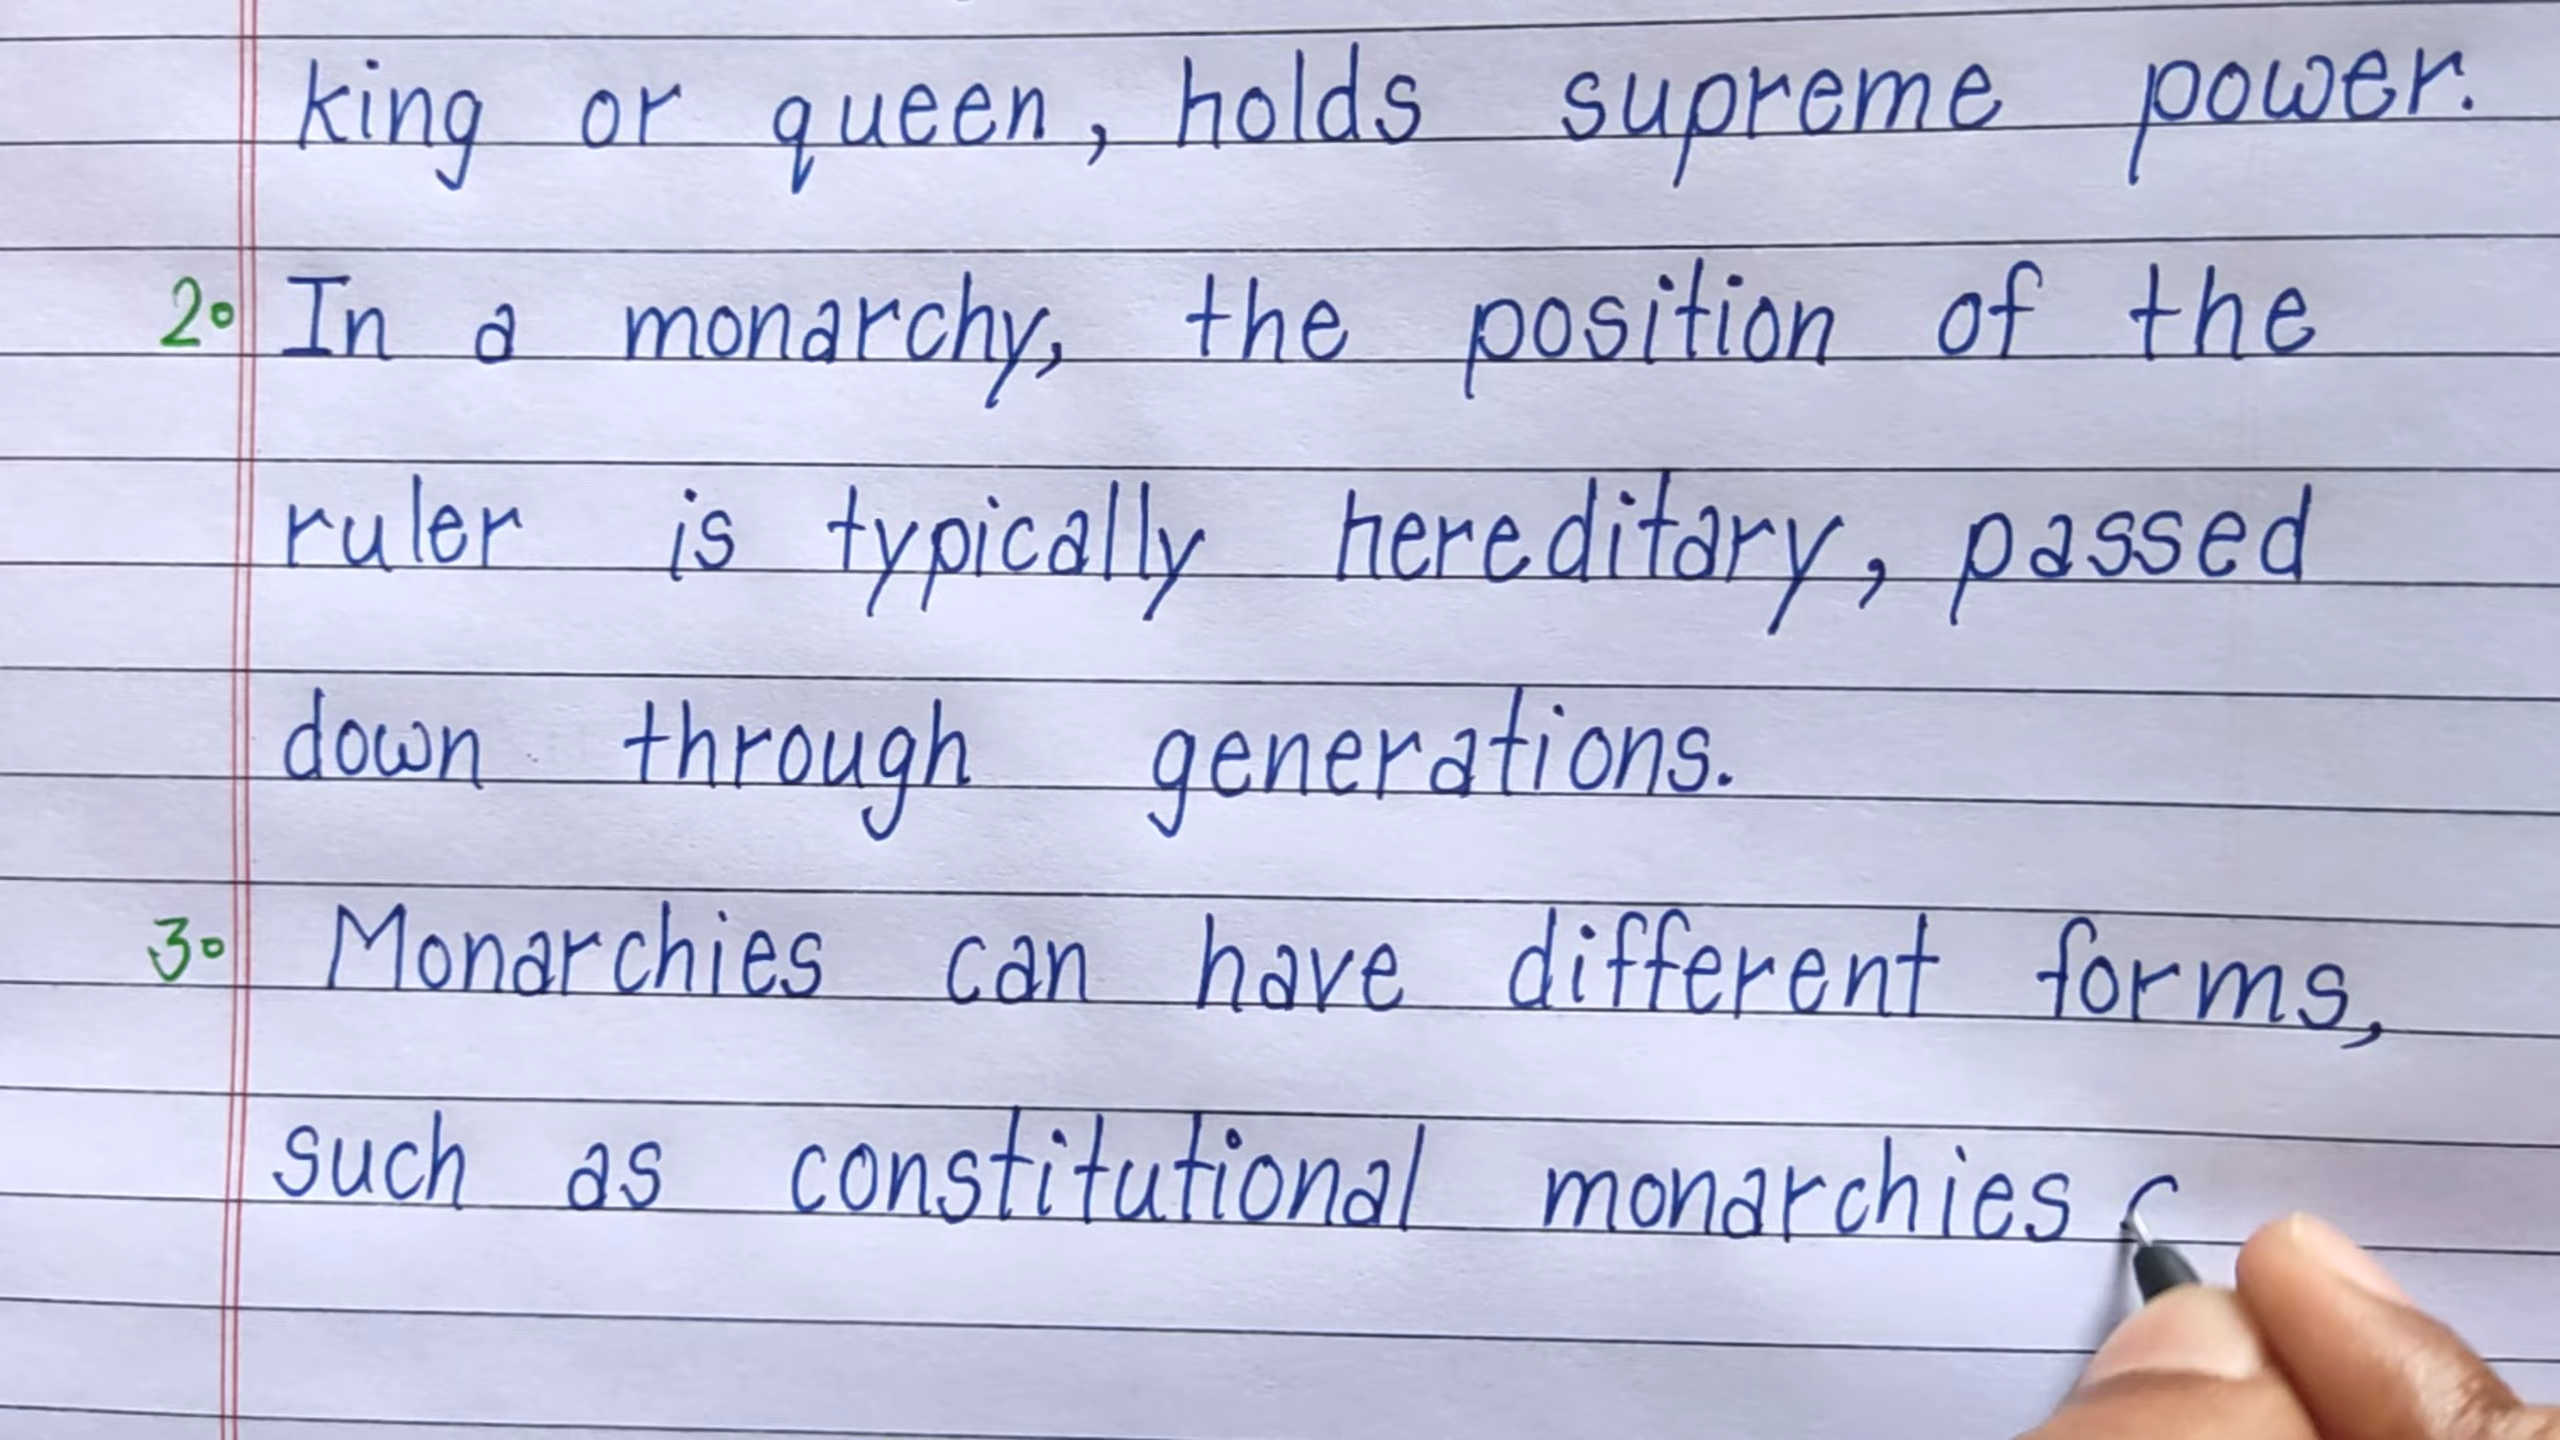 king or queen, holds supreme power.
2. In a monarchy, the position of the
ruler is typically hereditary, passed
down through generations.
3. Monarchies can have different forms,
such as constitutional monarchies